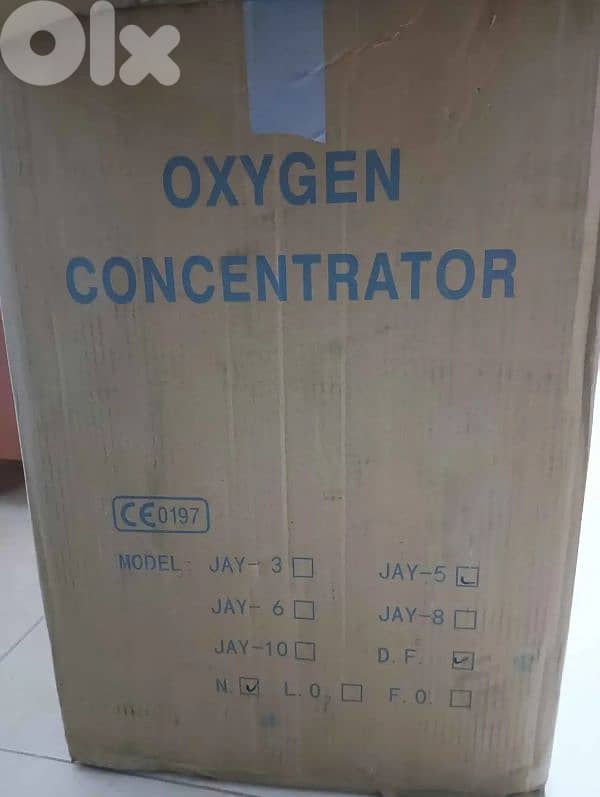 Olx
OXYGEN
CONCENTRATOR
CE0197
MODEL: JAY-3 □ JAY-5 ☑
JAY-6 □ JAY-8 □
JAY-10 □ D.F. ☑
N. ☑ L.O. □ F.O. □